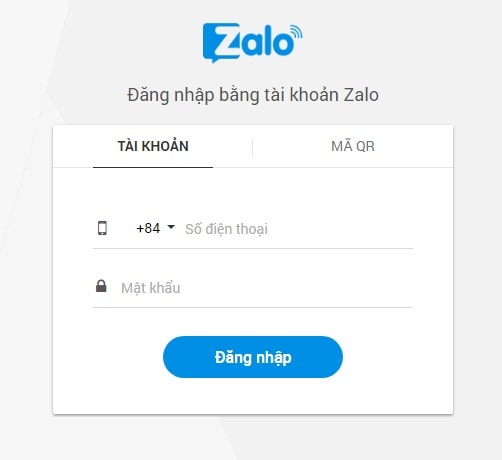 Zalo
Đăng nhập bằng tài khoản Zalo
TÀI KHOẢN MÃ QR
+84 Số điện thoại
Mật khẩu
Đăng nhập